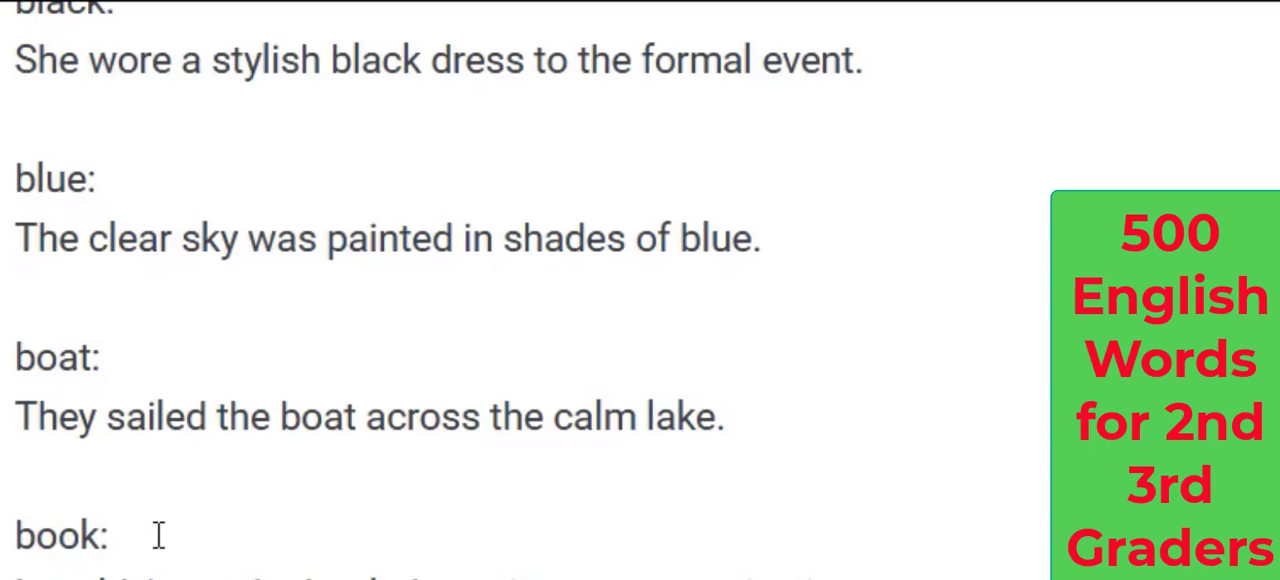 black:
She wore a stylish black dress to the formal event.
blue:
The clear sky was painted in shades of blue.
boat:
They sailed the boat across the calm lake.
book:
500
English
Words
for 2nd
3rd
Graders